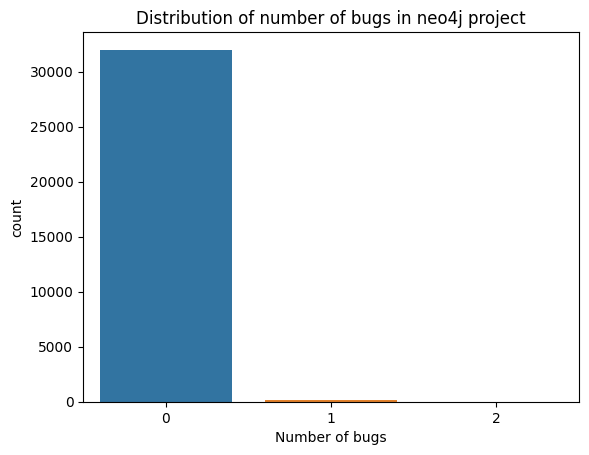 Distribution of number of bugs in neo4j project
30000
25000
20000
15000
10000
5000
0
count
0 1 2
Number of bugs